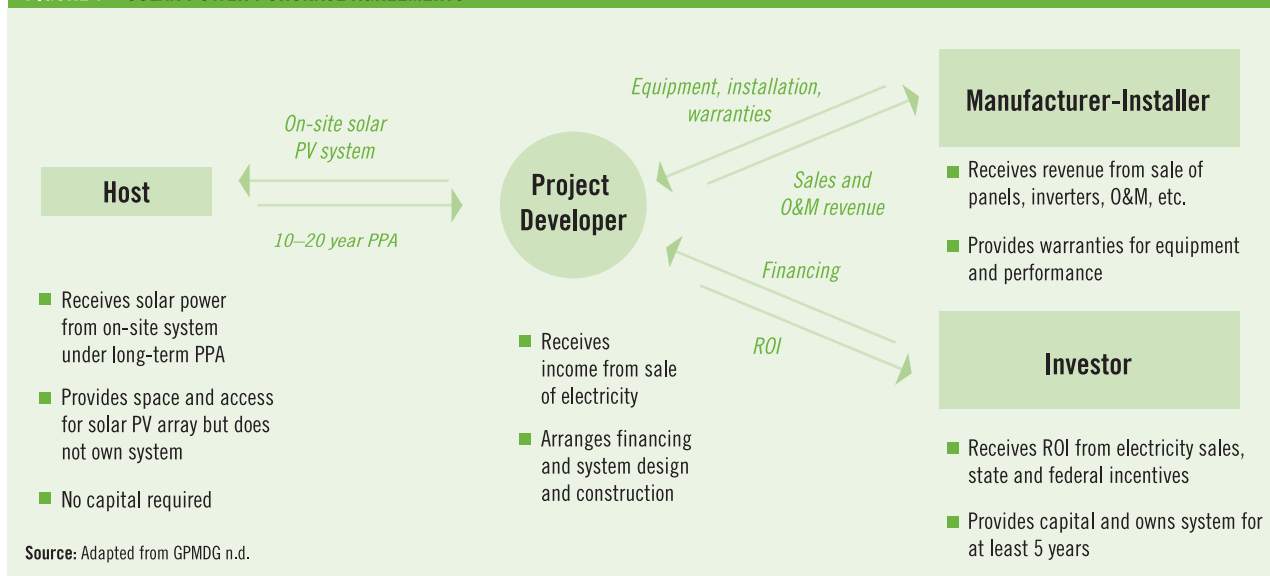 On-site solar
PV system
Host
10–20 year PPA
Receives solar power
from on-site system
under long-term PPA
Provides space and access
for solar PV array but does
not own system
No capital required
Project
Developer
Receives
income from sale
of electricity
Arranges financing
and system design
and construction
Equipment, installation,
warranties
Sales and
O&M revenue
Financing
ROI
Manufacturer-Installer
Receives revenue from sale of
panels, inverters, O&M, etc.
Provides warranties for equipment
and performance
Investor
Receives ROI from electricity sales,
state and federal incentives
Provides capital and owns system for
at least 5 years
Source: Adapted from GPMDG n.d.